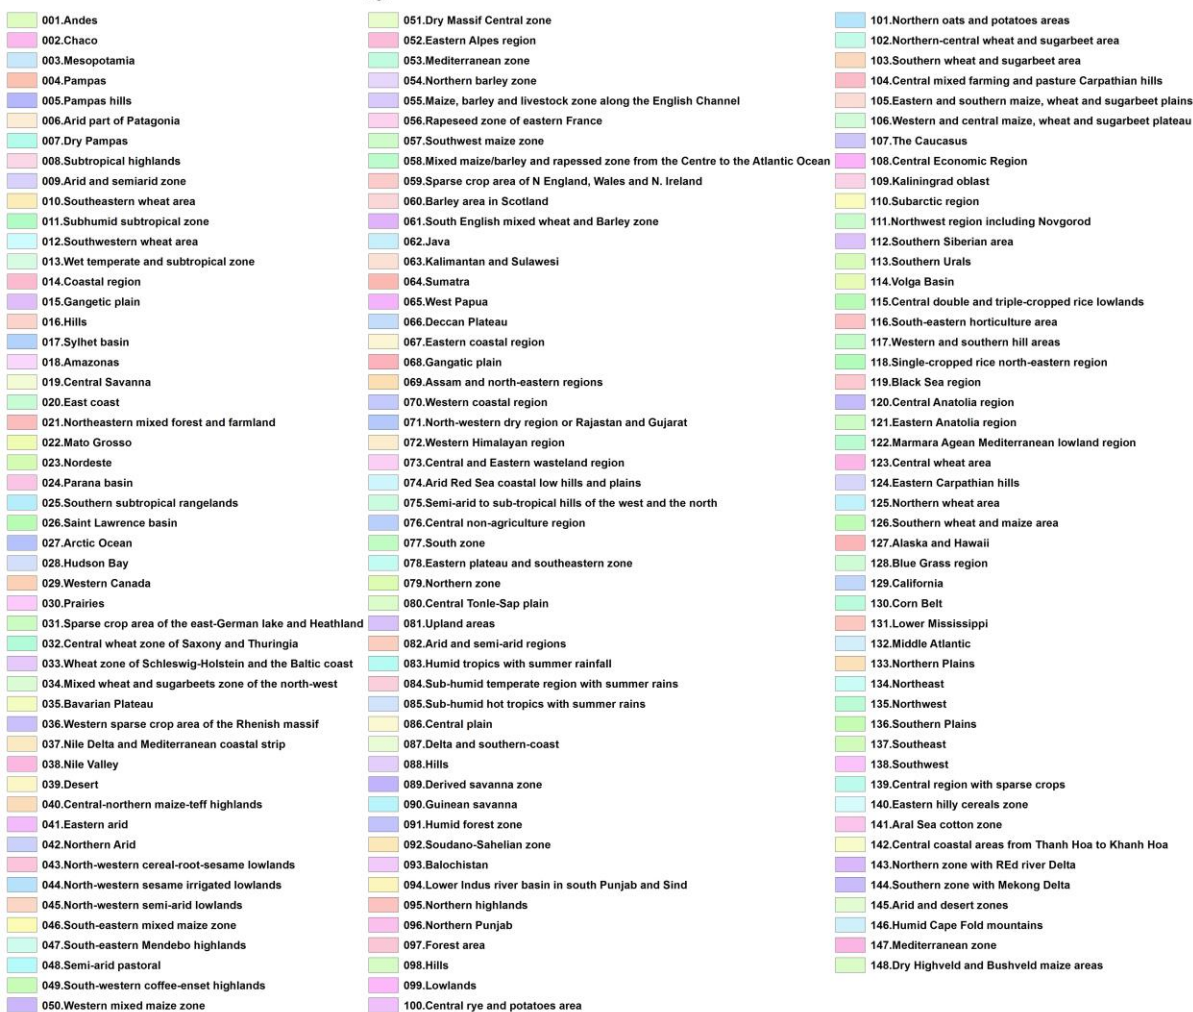 001.Andes
002.Chaco
003.Mesopotamia
004.Pampas
005.Pampas hills
006.Arid part of Patagonia
007.Dry Pampas
008.Subtropical highlands
009.Arid and semiarid zone
010.Southeastern wheat area
011.Subhumid subtropical zone
012.Southwestern wheat area
013.Wet temperate and subtropical zone
014.Coastal region
015.Gangetic plain
016.Hills
017.Sylhet basin
018.Amazonas
019.Central Savanna
020.East coast
021.Northeastern mixed forest and farmland
022.Mato Grosso
023.Nordeste
024.Parana basin
025.Southern subtropical rangelands
026.Saint Lawrence basin
027.Arctic Ocean
028.Hudson Bay
029.Western Canada
030.Prairies
031.Sparse crop area of the east-German lake and Heathland
032.Central wheat zone of Saxony and Thuringia
033.Wheat zone of Schleswig-Holstein and the Baltic coast
034.Mixed wheat and sugarbeets zone of the north-west
035.Bavarian Plateau
036.Western sparse crop area of the Rhenish massif
037.Nile Delta and Mediterranean coastal strip
038.Nile Valley
039.Desert
040.Central-northern maize-teff highlands
041.Eastern arid
042.Northern Arid
043.North-western cereal-root-sesame lowlands
044.North-western sesame irrigated lowlands
045.North-western semi-arid lowlands
046.South-eastern mixed maize zone
047.South-eastern Mendebo highlands
048.Semi-arid pastoral
049.South-western coffee-enset highlands
050.Western mixed maize zone
051.Dry Massif Central zone
052.Eastern Alpes region
053.Mediterranean zone
054.Northern barley zone
055.Maize, barley and livestock zone along the English Channel
056.Rapeseed zone of eastern France
057.Southwest maize zone
058.Mixed maize/barley and rapessed zone from the Centre to the Atlantic Ocean
059.Sparse crop area of N England, Wales and N. Ireland
060.Barley area in Scotland
061.South English mixed wheat and Barley zone
062.Java
063.Kalimantan and Sulawesi
064.Sumatra
065.West Papua
066.Deccan Plateau
067.Eastern coastal region
068.Gangatic plain
069.Assam and north-eastern regions
070.Western coastal region
071.North-western dry region or Rajastan and Gujarat
072.Western Himalayan region
073.Central and Eastern wasteland region
074.Arid Red Sea coastal low hills and plains
075.Semi-arid to sub-tropical hills of the west and the north
076.Central non-agriculture region
077.South zone
078.Eastern plateau and southeastern zone
079.Northern zone
080.Central Tonle-Sap plain
081.Upland areas
082.Arid and semi-arid regions
083.Humid tropics with summer rainfall
084.Sub-humid temperate region with summer rains
085.Sub-humid hot tropics with summer rains
086.Central plain
087.Delta and southern-coast
088.Hills
089.Derived savanna zone
090.Guinean savanna
091.Humid forest zone
092.Soudano-Sahelian zone
093.Balochistan
094.Lower Indus river basin in south Punjab and Sind
095.Northern highlands
096.Northern Punjab
097.Forest area
098.Hills
099.Lowlands
100.Central rye and potatoes area
101.Northern oats and potatoes areas
102.Northern-central wheat and sugarbeet area
103.Southern wheat and sugarbeet area
104.Central mixed farming and pasture Carpathian hills
105.Eastern and southern maize, wheat and sugarbeet plains
106.Western and central maize, wheat and sugarbeet plateau
107.The Caucasus
108.Central Economic Region
109.Kaliningrad oblast
110.Subarctic region
111.Northwest region including Novgorod
112.Southern Siberian area
113.Southern Urals
114.Volga Basin
115.Central double and triple-cropped rice lowlands
116.South-eastern horticulture area
117.Western and southern hill areas
118.Single-cropped rice north-eastern region
119.Black Sea region
120.Central Anatolia region
121.Eastern Anatolia region
122.Marmara Agean Mediterranean lowland region
123.Central wheat area
124.Eastern Carpathian hills
125.Northern wheat area
126.Southern wheat and maize area
127.Alaska and Hawaii
128.Blue Grass region
129.California
130.Corn Belt
131.Lower Mississippi
132.Middle Atlantic
133.Northern Plains
134.Northeast
135.Northwest
136.Southern Plains
137.Southeast
138.Southwest
139.Central region with sparse crops
140.Eastern hilly cereals zone
141.Aral Sea cotton zone
142.Central coastal areas from Thanh Hoa to Khanh Hoa
143.Northern zone with REd river Delta
144.Southern zone with Mekong Delta
145.Arid and desert zones
146.Humid Cape Fold mountains
147.Mediterranean zone
148.Dry Highveld and Bushveld maize areas